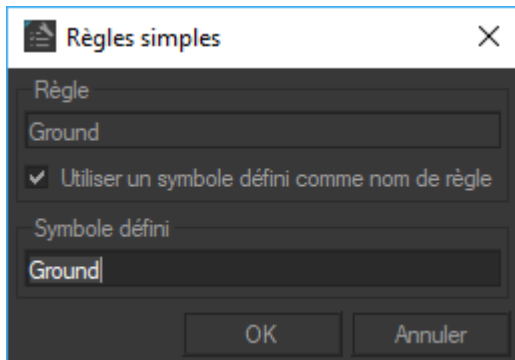 Règles simples
Règle
Ground
Utiliser un symbole défini comme nom de règle
Symbole défini
Ground
OK
Annuler